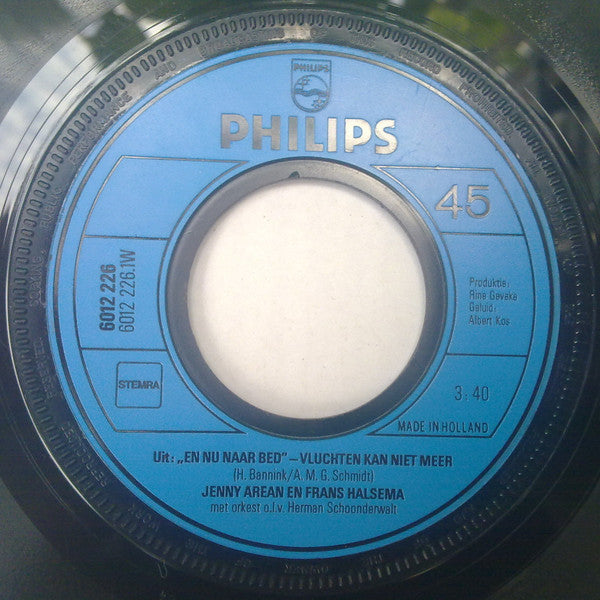 PHILIPS
PHILIPS
45
6012 226
6012 226.1W
Produktie:
Rine Geveke
Geluid:
Albert Kos
STEMRA
3:40
MADE IN HOLLAND
Uit: „EN NU NAAR BED” – VLUCHTEN KAN NIET MEER
(H. Bannink/A. M. G. Schmidt)
JENNY AREAN EN FRANS HALSEMA
met orkest o.l.v. Herman Schoonderwalt